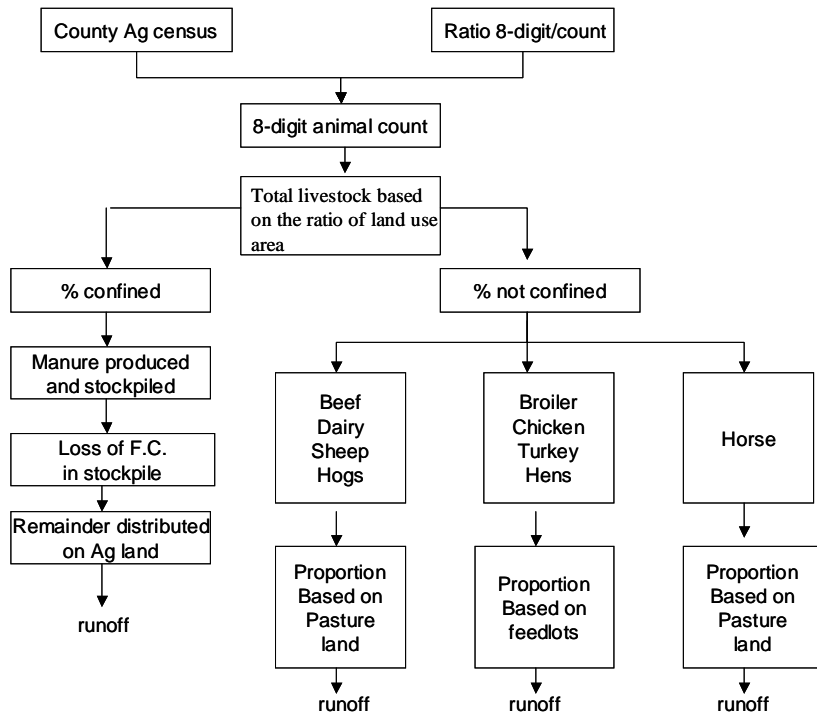 County Ag census
Ratio 8-digit/count
8-digit animal count
Total livestock based
on the ratio of land use
area
% confined
% not confined
Manure produced
and stockpiled
Loss of F.C.
in stockpile
Remainder distributed
on Ag land
runoff
Beef
Dairy
Sheep
Hogs
Broiler
Chicken
Turkey
Hens
Horse
Proportion
Based on
Pasture
land
Proportion
Based on
feedlots
Proportion
Based on
Pasture
land
runoff
runoff
runoff